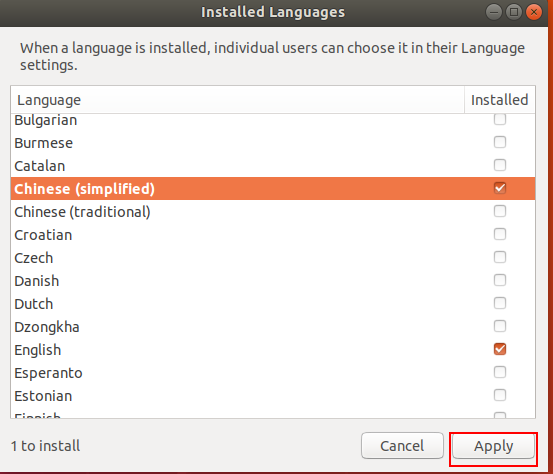 Installed Languages
When a language is installed, individual users can choose it in their Language
settings.
Language Installed
Bulgarian
Burmese
Catalan
Chinese (simplified)
Chinese (traditional)
Croatian
Czech
Danish
Dutch
Dzongkha
English
Esperanto
Estonian
Finnish
1 to install Cancel Apply